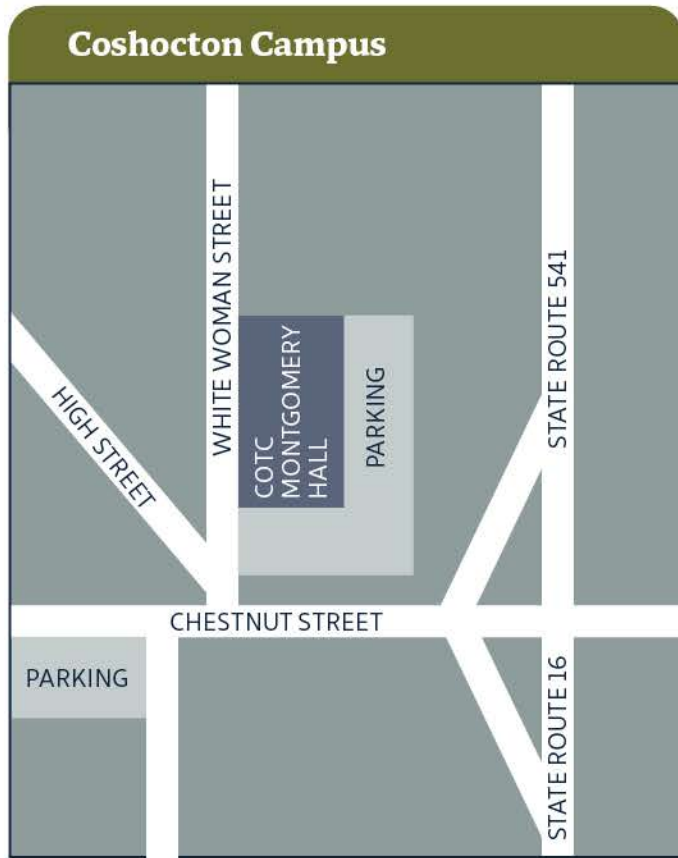 Coshocton Campus
WHITE WOMAN STREET
STATE ROUTE 541
HIGH STREET
COTC
MONTGOMERY
HALL
PARKING
CHESTNUT STREET
PARKING
STATE ROUTE 16